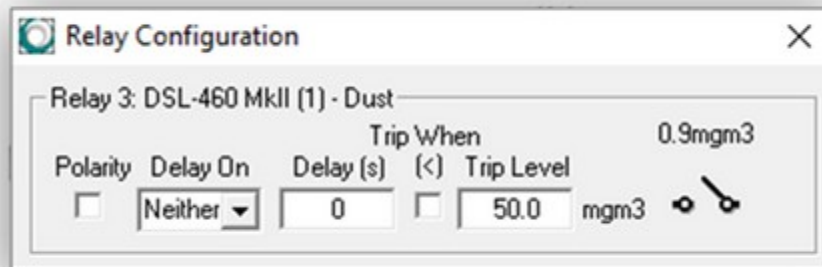 Relay Configuration
Relay 3: DSL-460 MkII (1) - Dust
Trip When 0.9mgm3
Polarity Delay On Delay (s) (<) Trip Level
Neither 0 50.0 mgm3